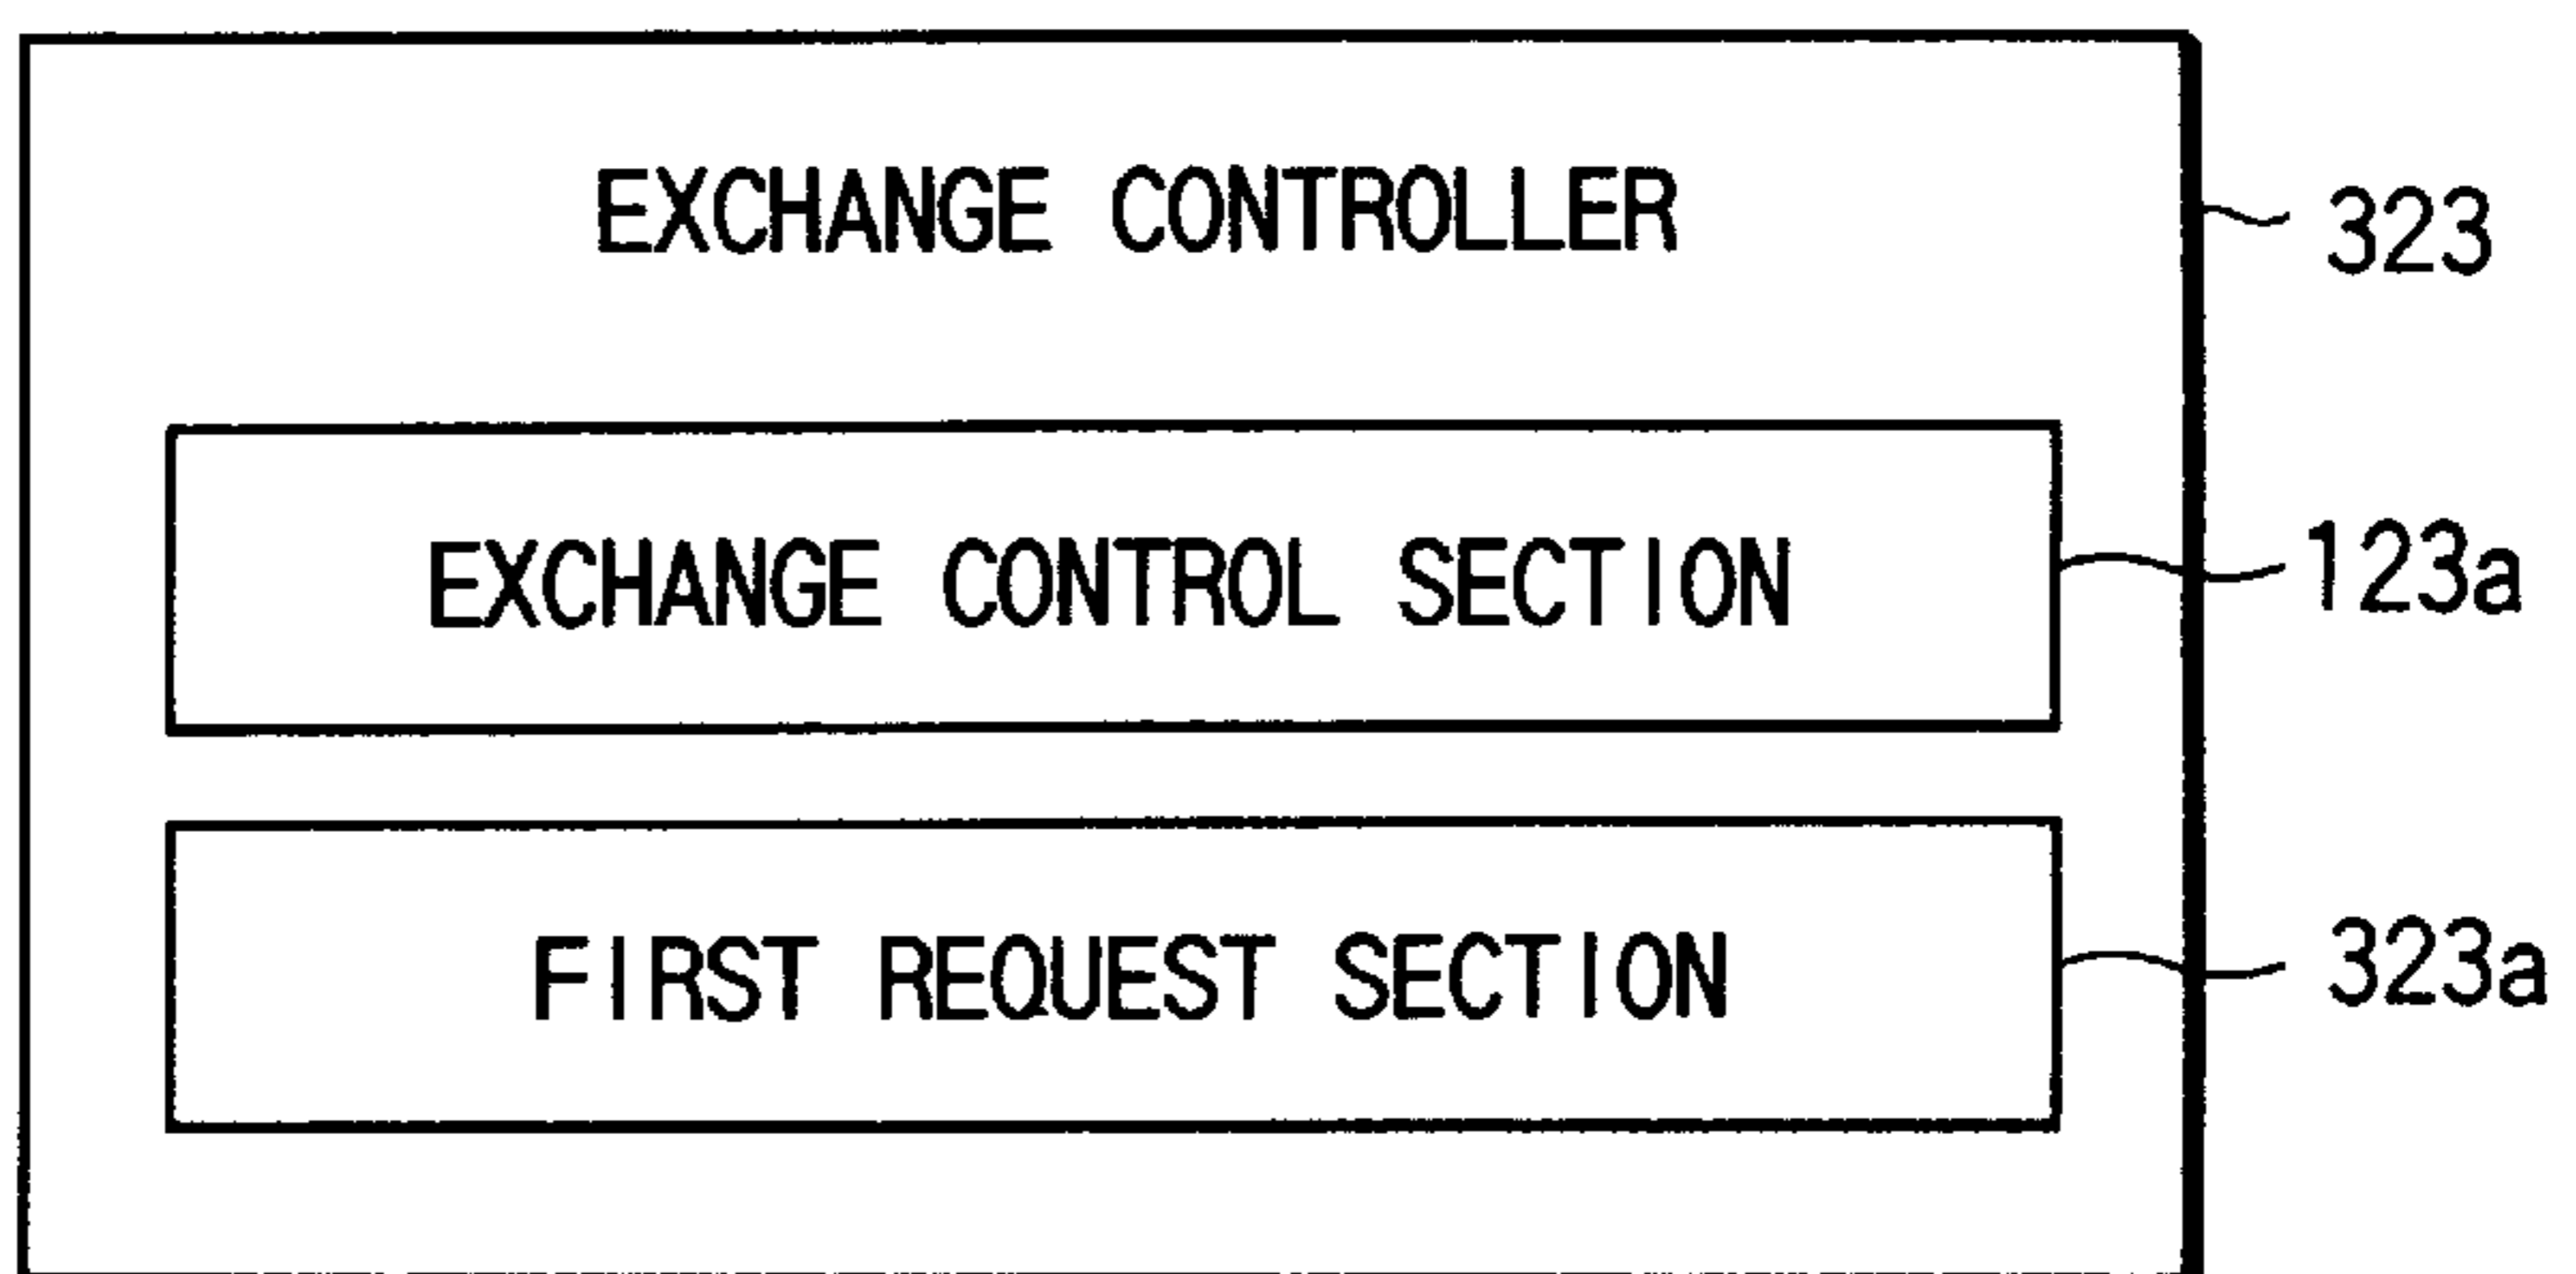 EXCHANGE CONTROLLER
323
EXCHANGE CONTROL SECTION
123a
FIRST REQUEST SECTION
323a